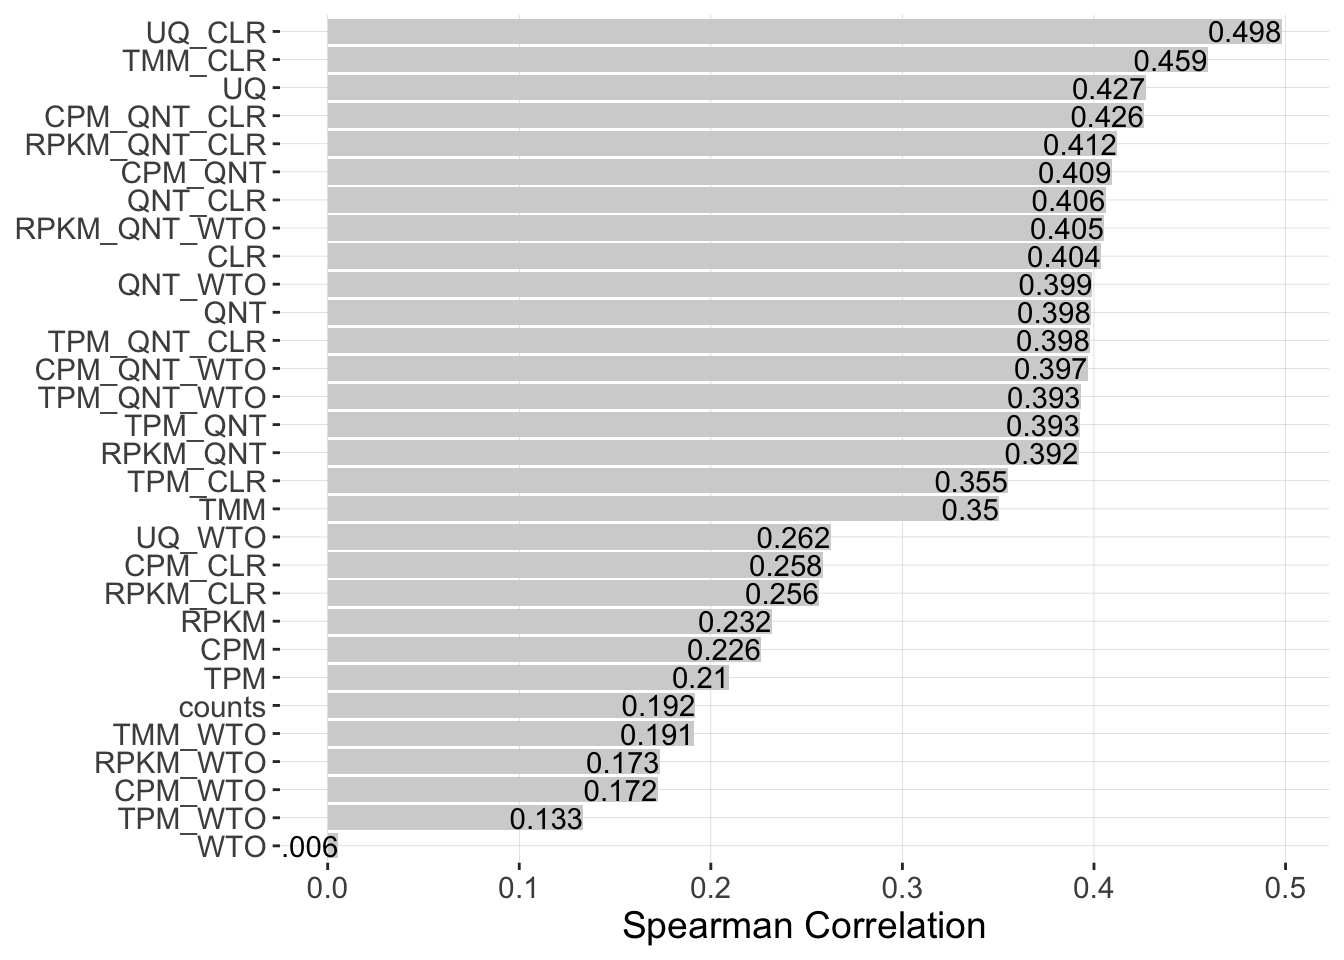 UQ_CLR 0.498
TMM_CLR 0.459
UQ 0.427
CPM_QNT_CLR 0.426
RPKM_QNT_CLR 0.412
CPM_QNT 0.409
QNT_CLR 0.406
RPKM_QNT_WTO 0.405
CLR 0.404
QNT_WTO 0.399
QNT 0.398
TPM_QNT_CLR 0.398
CPM_QNT_WTO 0.397
TPM_QNT_WTO 0.393
TPM_QNT 0.393
RPKM_QNT 0.392
TPM_CLR 0.355
TMM 0.35
UQ_WTO 0.262
CPM_CLR 0.258
RPKM_CLR 0.256
RPKM 0.232
CPM 0.226
TPM 0.21
counts 0.192
TMM_WTO 0.191
RPKM_WTO 0.173
CPM_WTO 0.172
TPM_WTO 0.133
WTO .006
0.0 0.1 0.2 0.3 0.4 0.5
Spearman Correlation